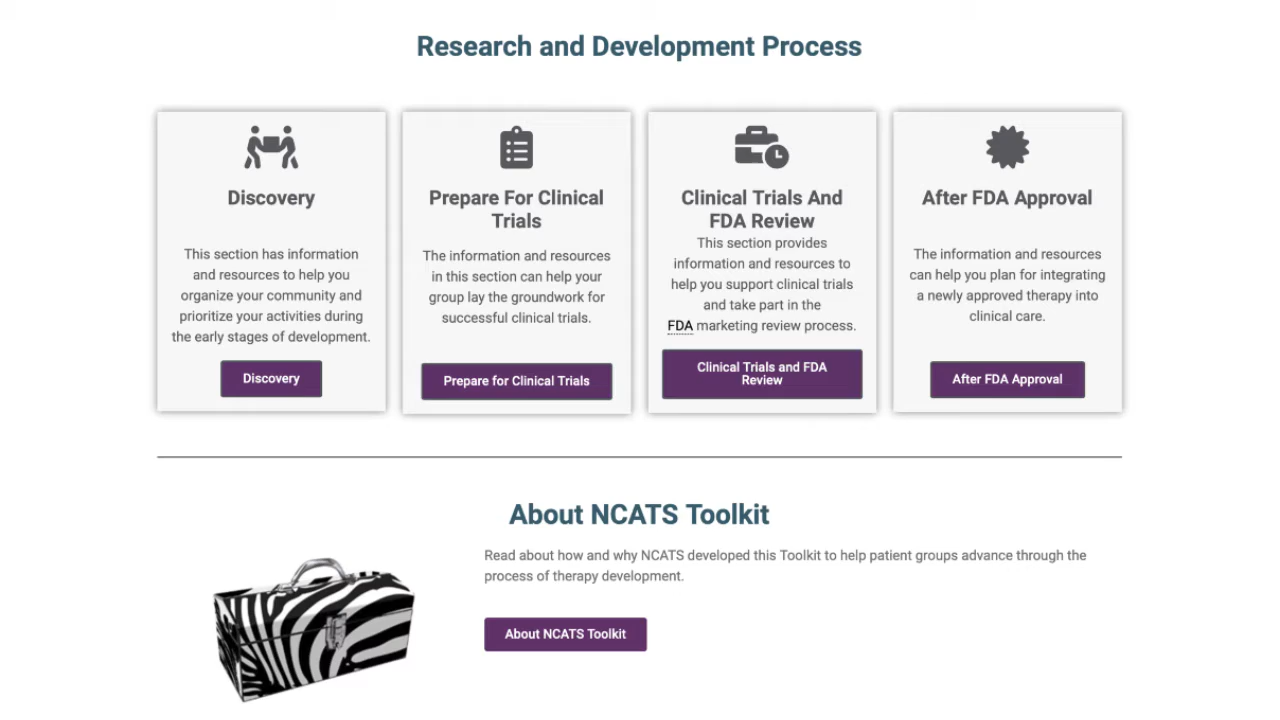 Research and Development Process
Discovery
This section has information
and resources to help you
organize your community and
prioritize your activities during
the early stages of development.
Discovery
Prepare For Clinical
Trials
The information and resources
in this section can help your
group lay the groundwork for
successful clinical trials.
Prepare for Clinical Trials
Clinical Trials And
FDA Review
This section provides
information and resources to
help you support clinical trials
and take part in the
FDA marketing review process.
Clinical Trials and FDA
Review
After FDA Approval
The information and resources
can help you plan for integrating
a newly approved therapy into
clinical care.
After FDA Approval
About NCATS Toolkit
Read about how and why NCATS developed this Toolkit to help patient groups advance through the
process of therapy development.
About NCATS Toolkit